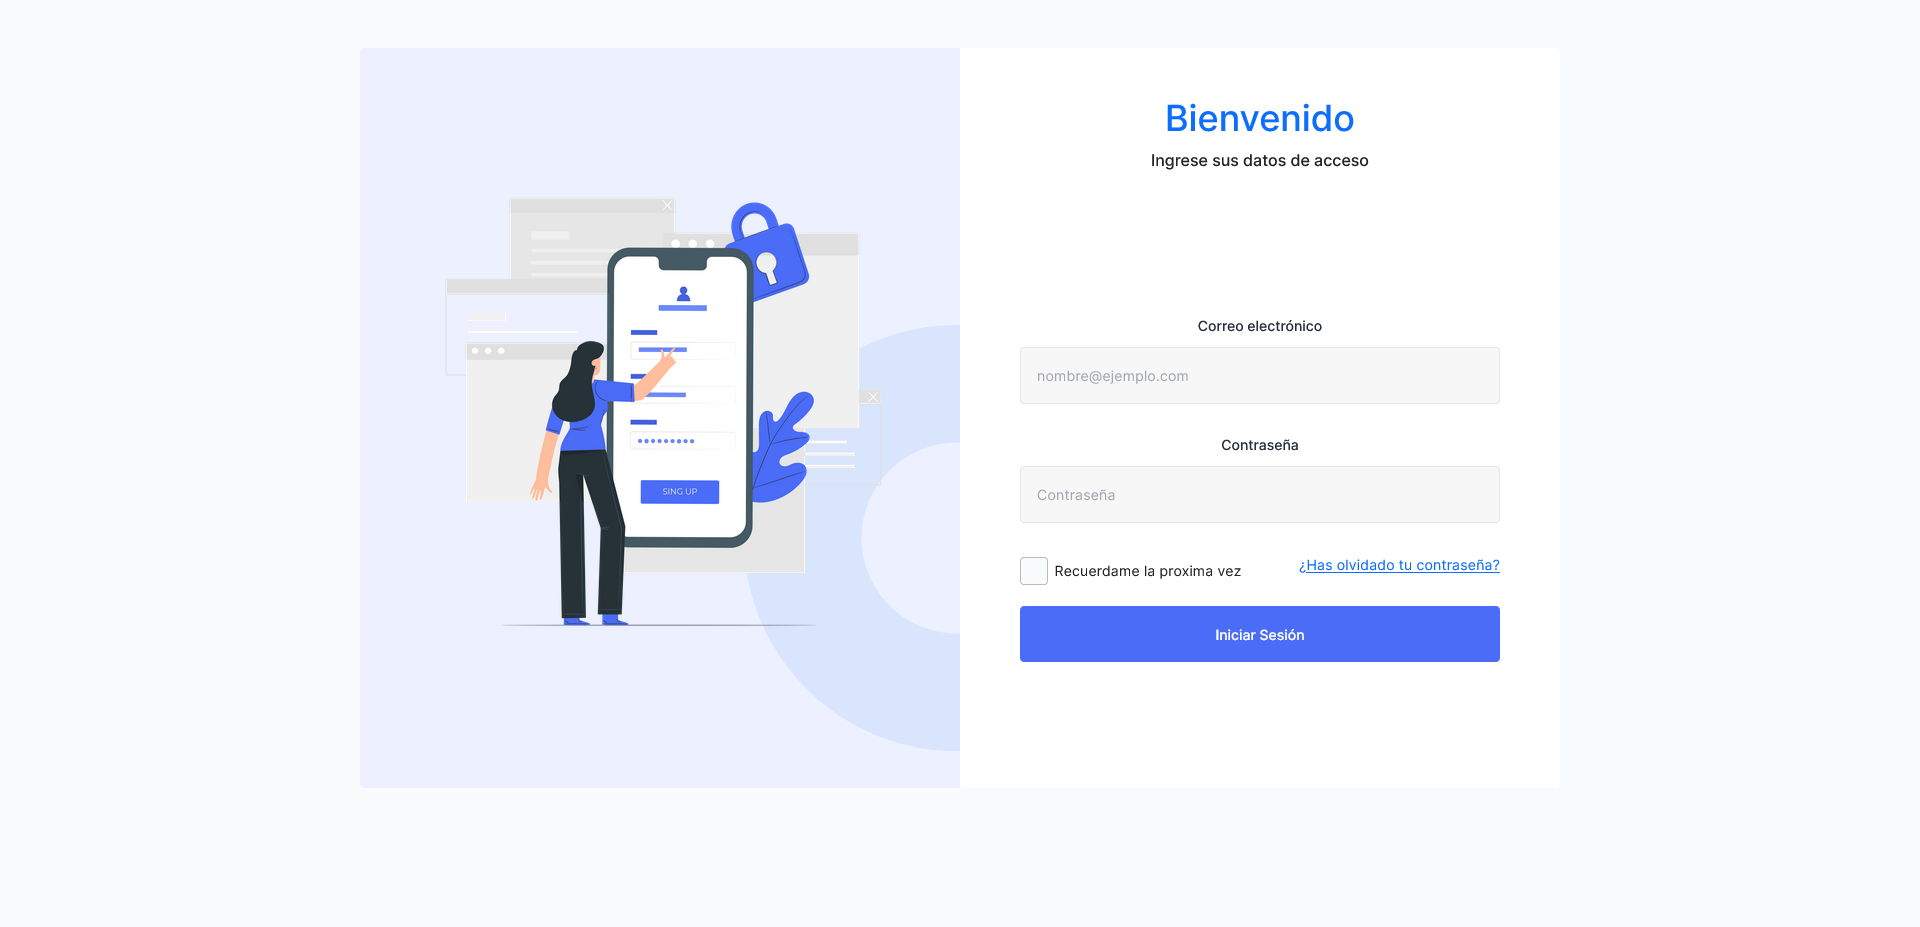 Bienvenido
Ingrese sus datos de acceso
Correo electrónico
nombre@ejemplo.com
Contraseña
Contraseña
Recuerdame la proxima vez
¿Has olvidado tu contraseña?
Iniciar Sesión
SING UP